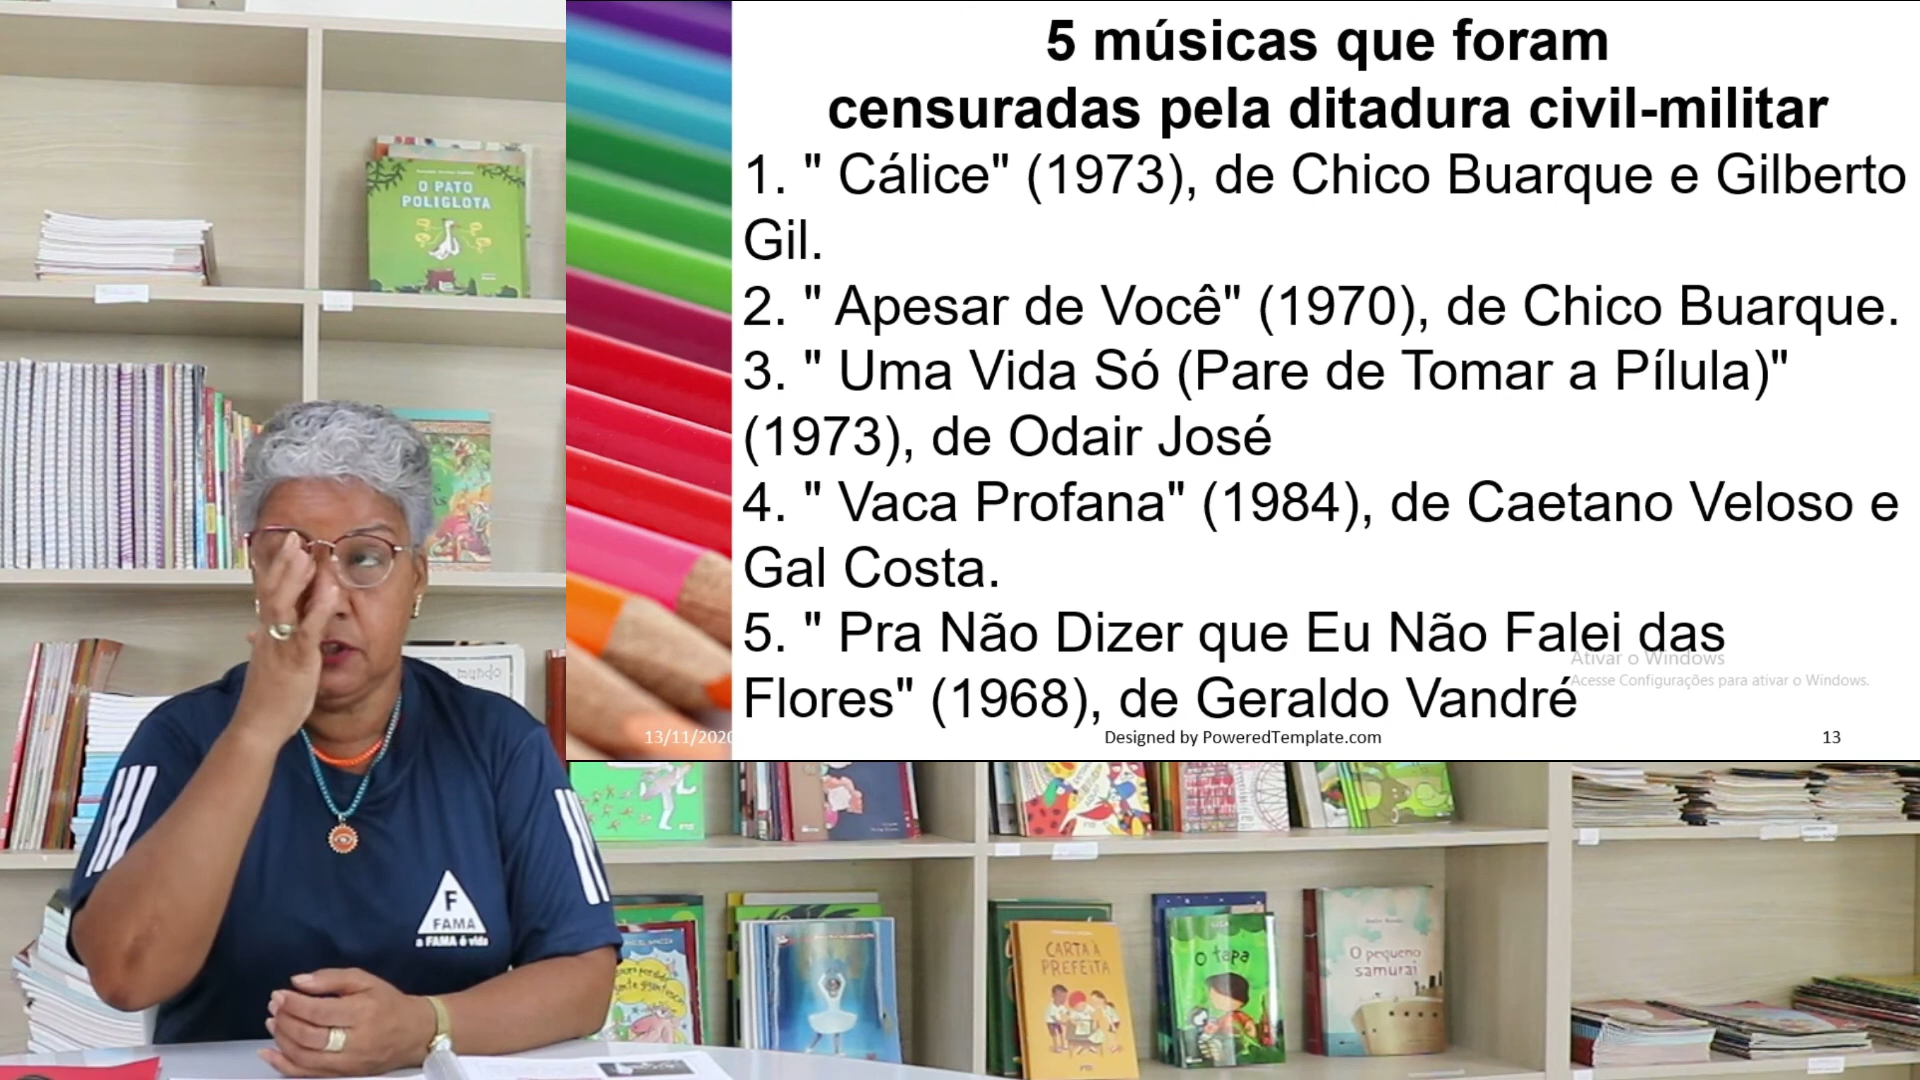 5 músicas que foram
censuradas pela ditadura civil-militar
1. " Cálice" (1973), de Chico Buarque e Gilberto
Gil.
2. " Apesar de Você" (1970), de Chico Buarque.
3. " Uma Vida Só (Pare de Tomar a Pílula)"
(1973), de Odair José
4. " Vaca Profana" (1984), de Caetano Veloso e
Gal Costa.
5. " Pra Não Dizer que Eu Não Falei das
Flores" (1968), de Geraldo Vandré
Ativar o Windows
Acesse Configurações para ativar o Windows.
13/11/2020
Designed by PoweredTemplate.com
13
O PATO
POLIGLOTA
mundo
F
FAMA
a FAMA é vida
CARTA À
PREFEITA
O tapa
O pequeno
samurai